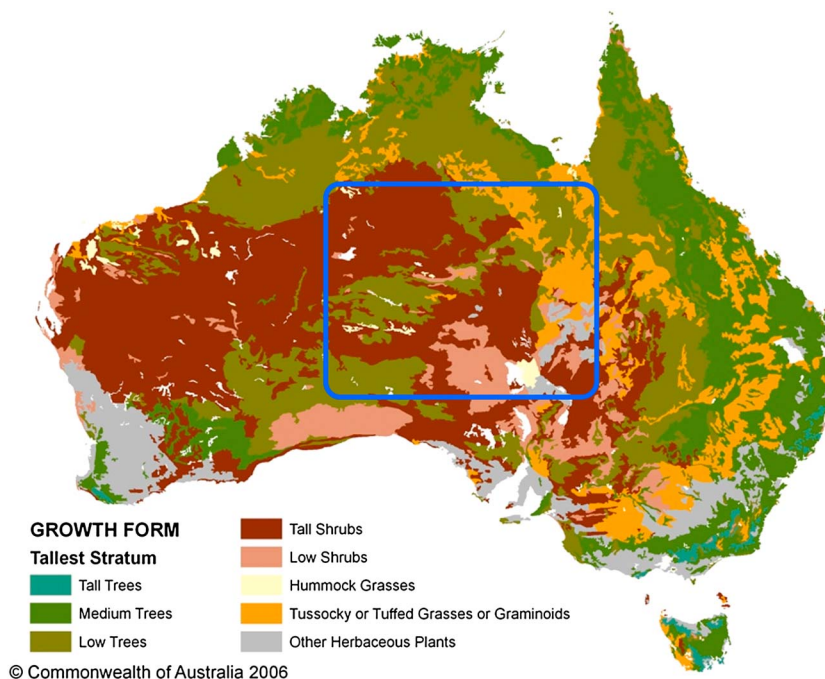 GROWTH FORM
Tallest Stratum
Tall Trees
Medium Trees
Low Trees
Tall Shrubs
Low Shrubs
Hummock Grasses
Tussocky or Tuffed Grasses or Graminoids
Other Herbaceous Plants
© Commonwealth of Australia 2006